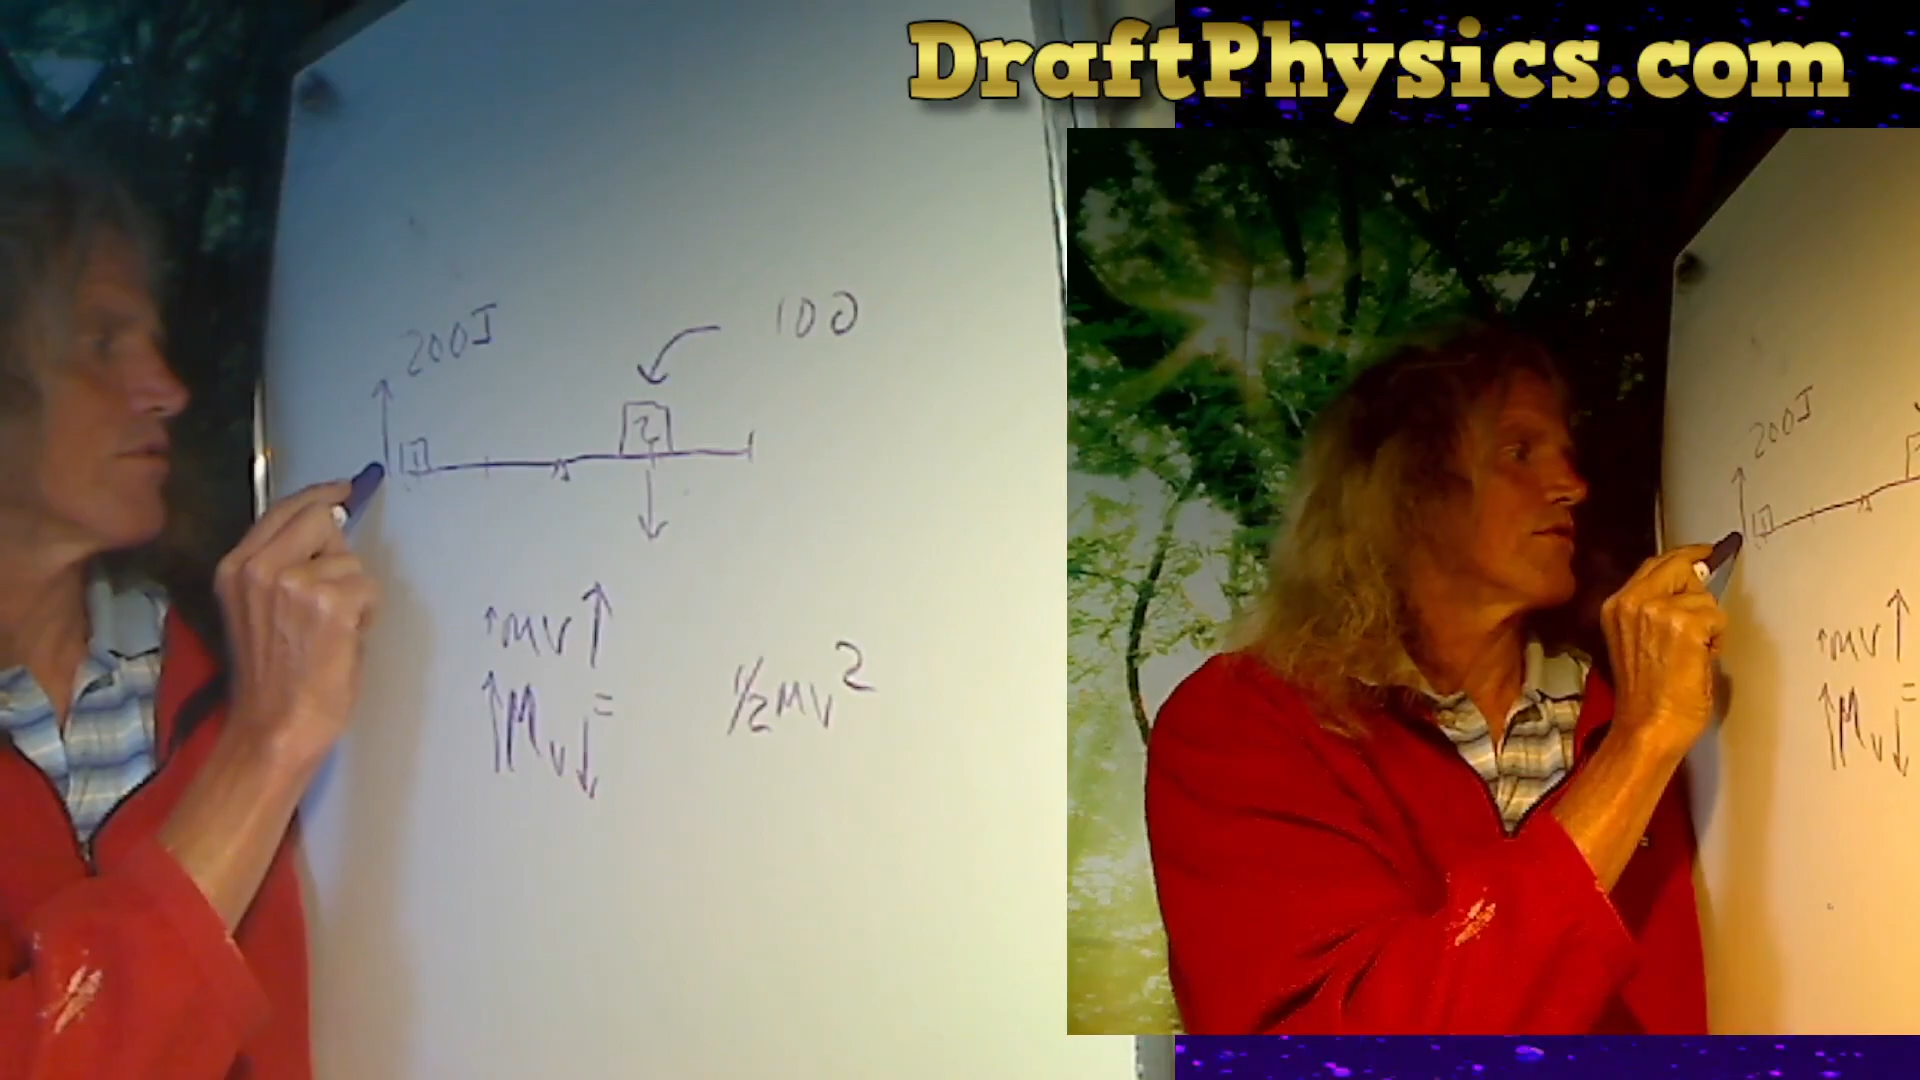 DraftPhysics.com
200J
100
1
2
↑mv↑
↑Mv↓=
1/2mv²
200J
↑mv↑
↑Mv↓=